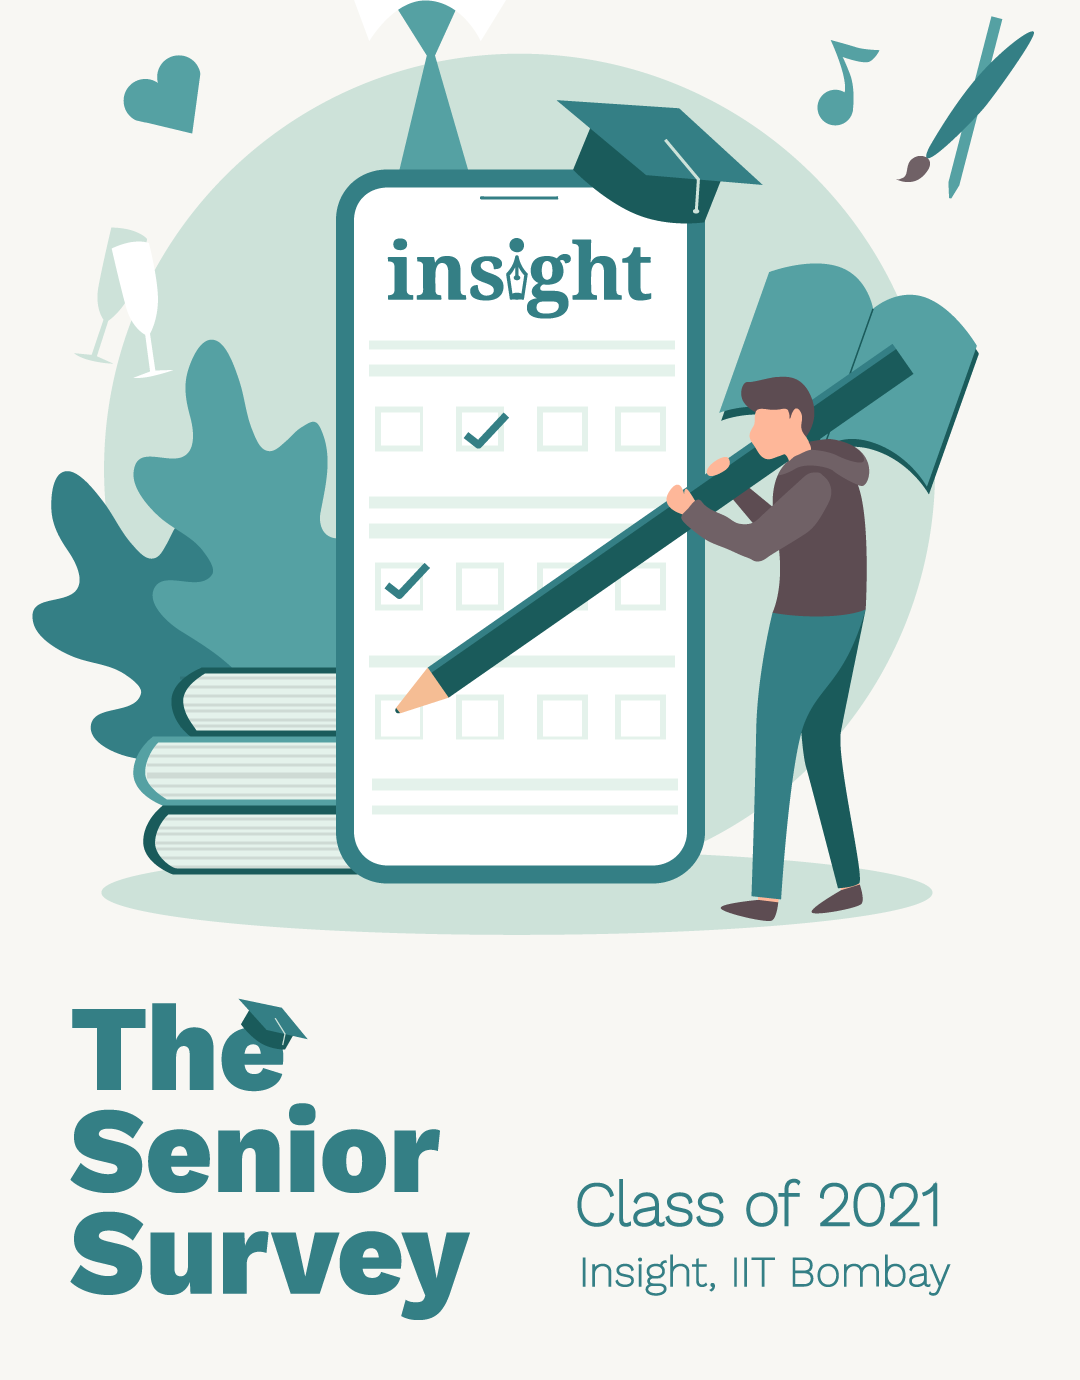 insight
The
Senior
Survey
Class of 2021
Insight, IIT Bombay